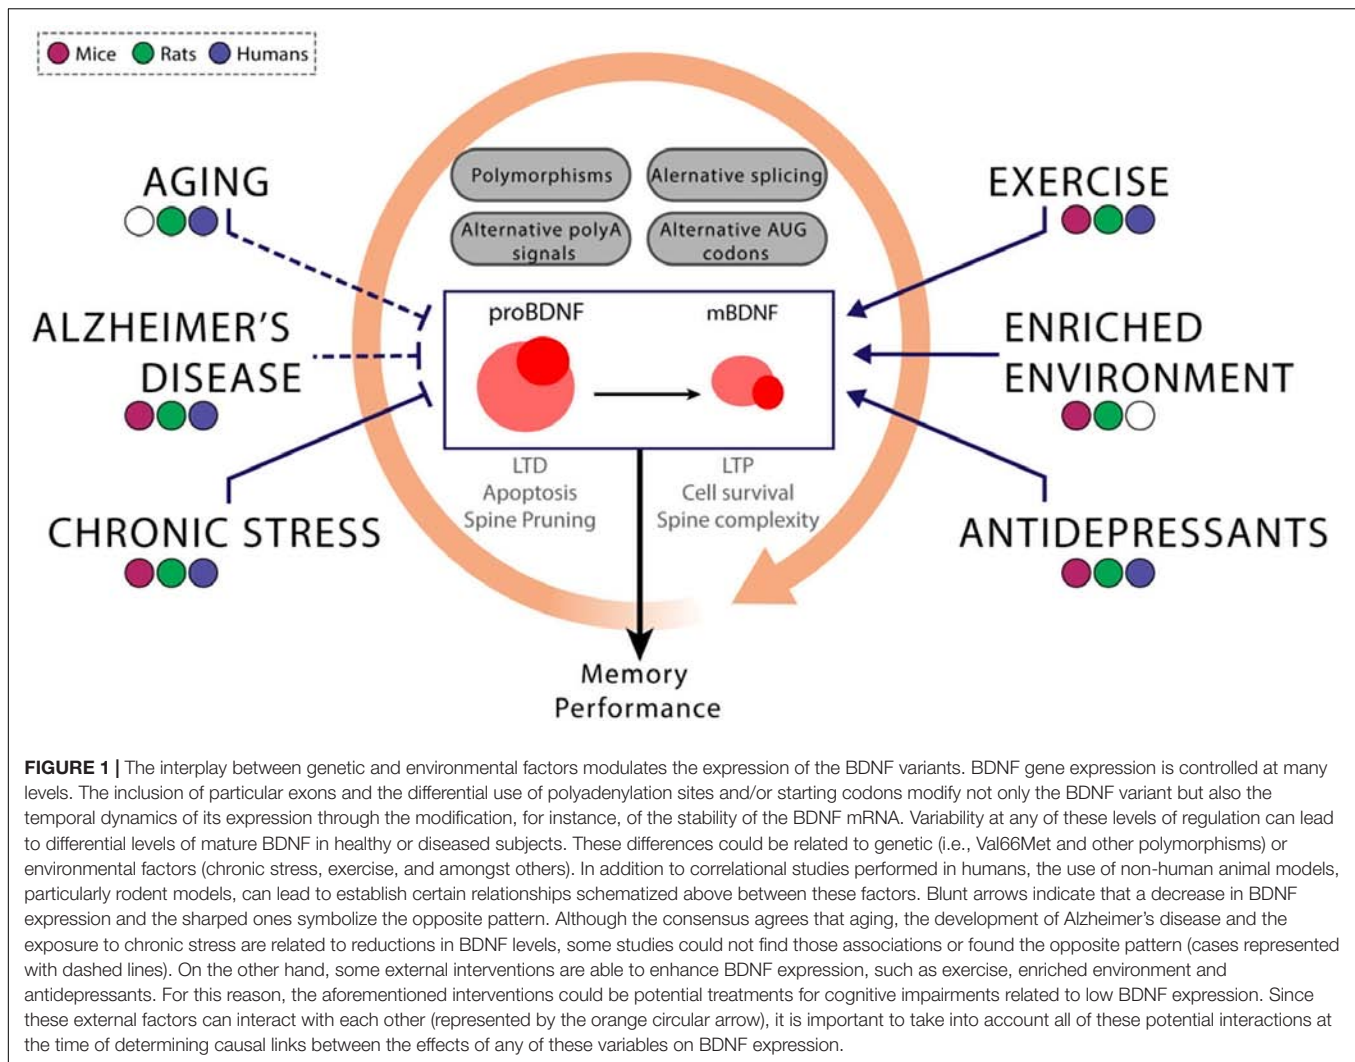 Mice Rats Humans
AGING
ALZHEIMER'S
DISEASE
CHRONIC STRESS
Polymorphisms
Alernative splicing
Alternative polyA
signals
Alternative AUG
codons
proBDNF
mBDNF
LTD
Apoptosis
Spine Pruning
LTP
Cell survival
Spine complexity
EXERCISE
ENRICHED
ENVIRONMENT
ANTIDEPRESSANTS
Memory
Performance
FIGURE 1 | The interplay between genetic and environmental factors modulates the expression of the BDNF variants. BDNF gene expression is controlled at many
levels. The inclusion of particular exons and the differential use of polyadenylation sites and/or starting codons modify not only the BDNF variant but also the
temporal dynamics of its expression through the modification, for instance, of the stability of the BDNF mRNA. Variability at any of these levels of regulation can lead
to differential levels of mature BDNF in healthy or diseased subjects. These differences could be related to genetic (i.e., Val66Met and other polymorphisms) or
environmental factors (chronic stress, exercise, and amongst others). In addition to correlational studies performed in humans, the use of non-human animal models,
particularly rodent models, can lead to establish certain relationships schematized above between these factors. Blunt arrows indicate that a decrease in BDNF
expression and the sharped ones symbolize the opposite pattern. Although the consensus agrees that aging, the development of Alzheimer's disease and the
exposure to chronic stress are related to reductions in BDNF levels, some studies could not find those associations or found the opposite pattern (cases represented
with dashed lines). On the other hand, some external interventions are able to enhance BDNF expression, such as exercise, enriched environment and
antidepressants. For this reason, the aforementioned interventions could be potential treatments for cognitive impairments related to low BDNF expression. Since
these external factors can interact with each other (represented by the orange circular arrow), it is important to take into account all of these potential interactions at
the time of determining causal links between the effects of any of these variables on BDNF expression.